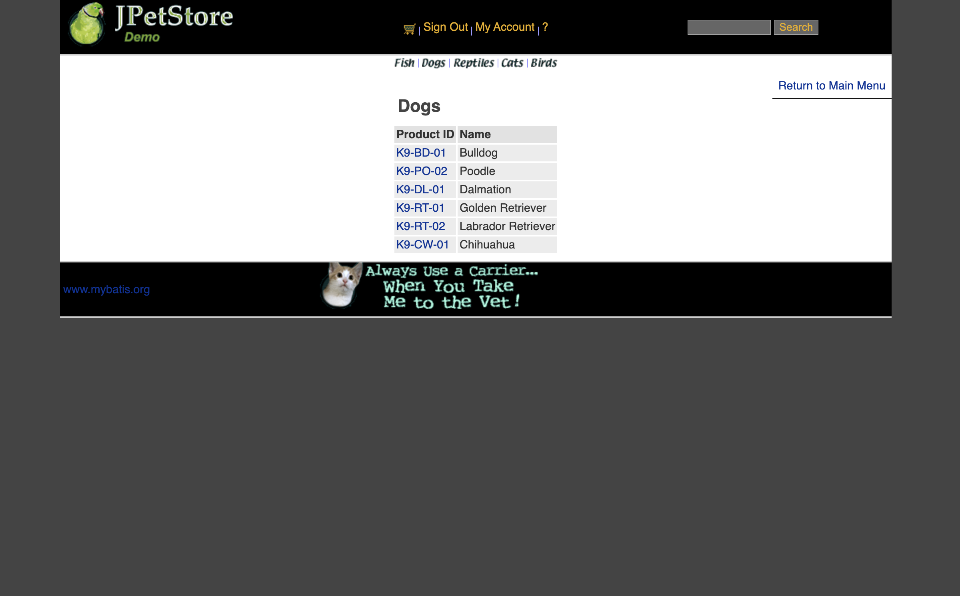 JPetStore
Demo
Sign Out | My Account | ?
Search
Fish | Dogs | Reptiles | Cats | Birds
Return to Main Menu
Dogs
Product ID Name
K9-BD-01 Bulldog
K9-PO-02 Poodle
K9-DL-01 Dalmation
K9-RT-01 Golden Retriever
K9-RT-02 Labrador Retriever
K9-CW-01 Chihuahua
www.mybatis.org
Always Use a Carrier...
When You Take
Me to the Vet!